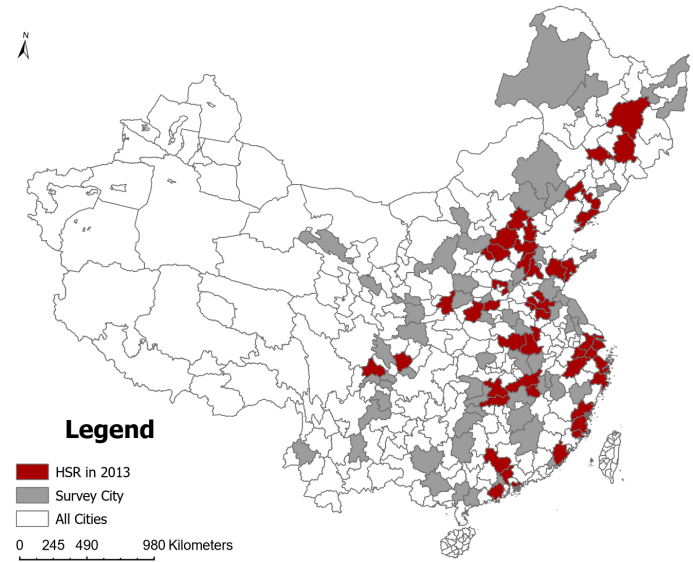 N
Legend
HSR in 2013
Survey City
All Cities
0 245 490 980 Kilometers